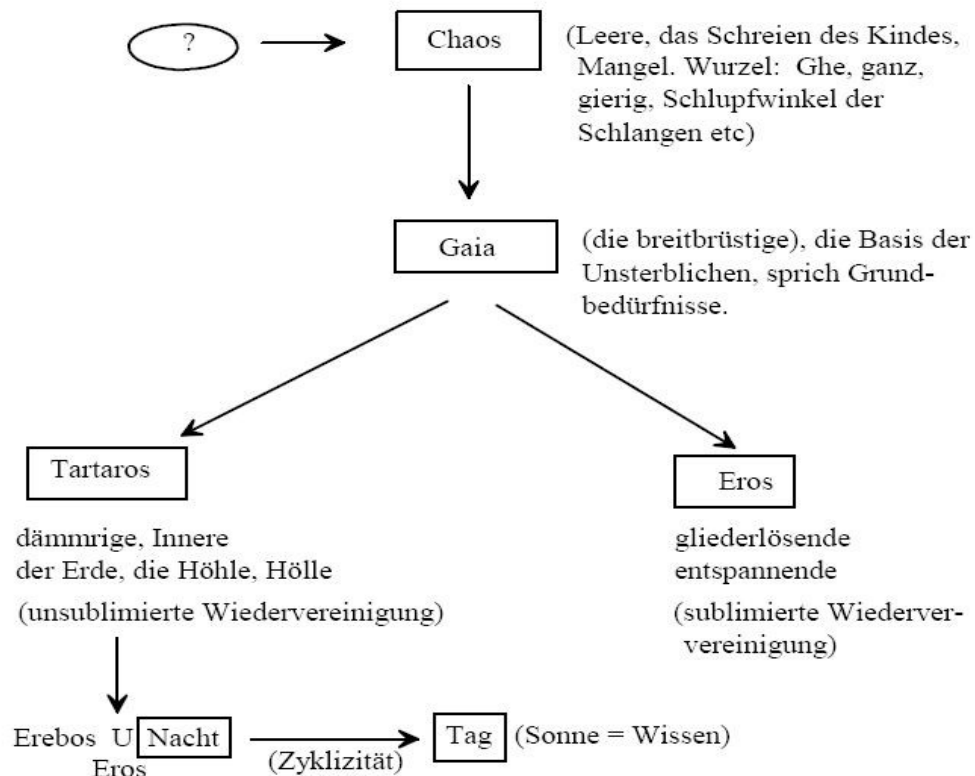 ?
Chaos
(Leere, das Schreien des Kindes,
Mangel. Wurzel: Ghe, ganz,
gierig, Schlupfwinkel der
Schlangen etc)
Gaia
(die breitbrüstige), die Basis der
Unsterblichen, sprich Grund-
bedürfnisse.
Tartaros
dämmrige, Innere
der Erde, die Höhle, Hölle
(unsublimierte Wiedervereinigung)
Eros
gliederlösende
entspannende
(sublimierte Wiederver-
vereinigung)
Erebos U Nacht
Eros
(Zyklizität)
Tag (Sonne = Wissen)